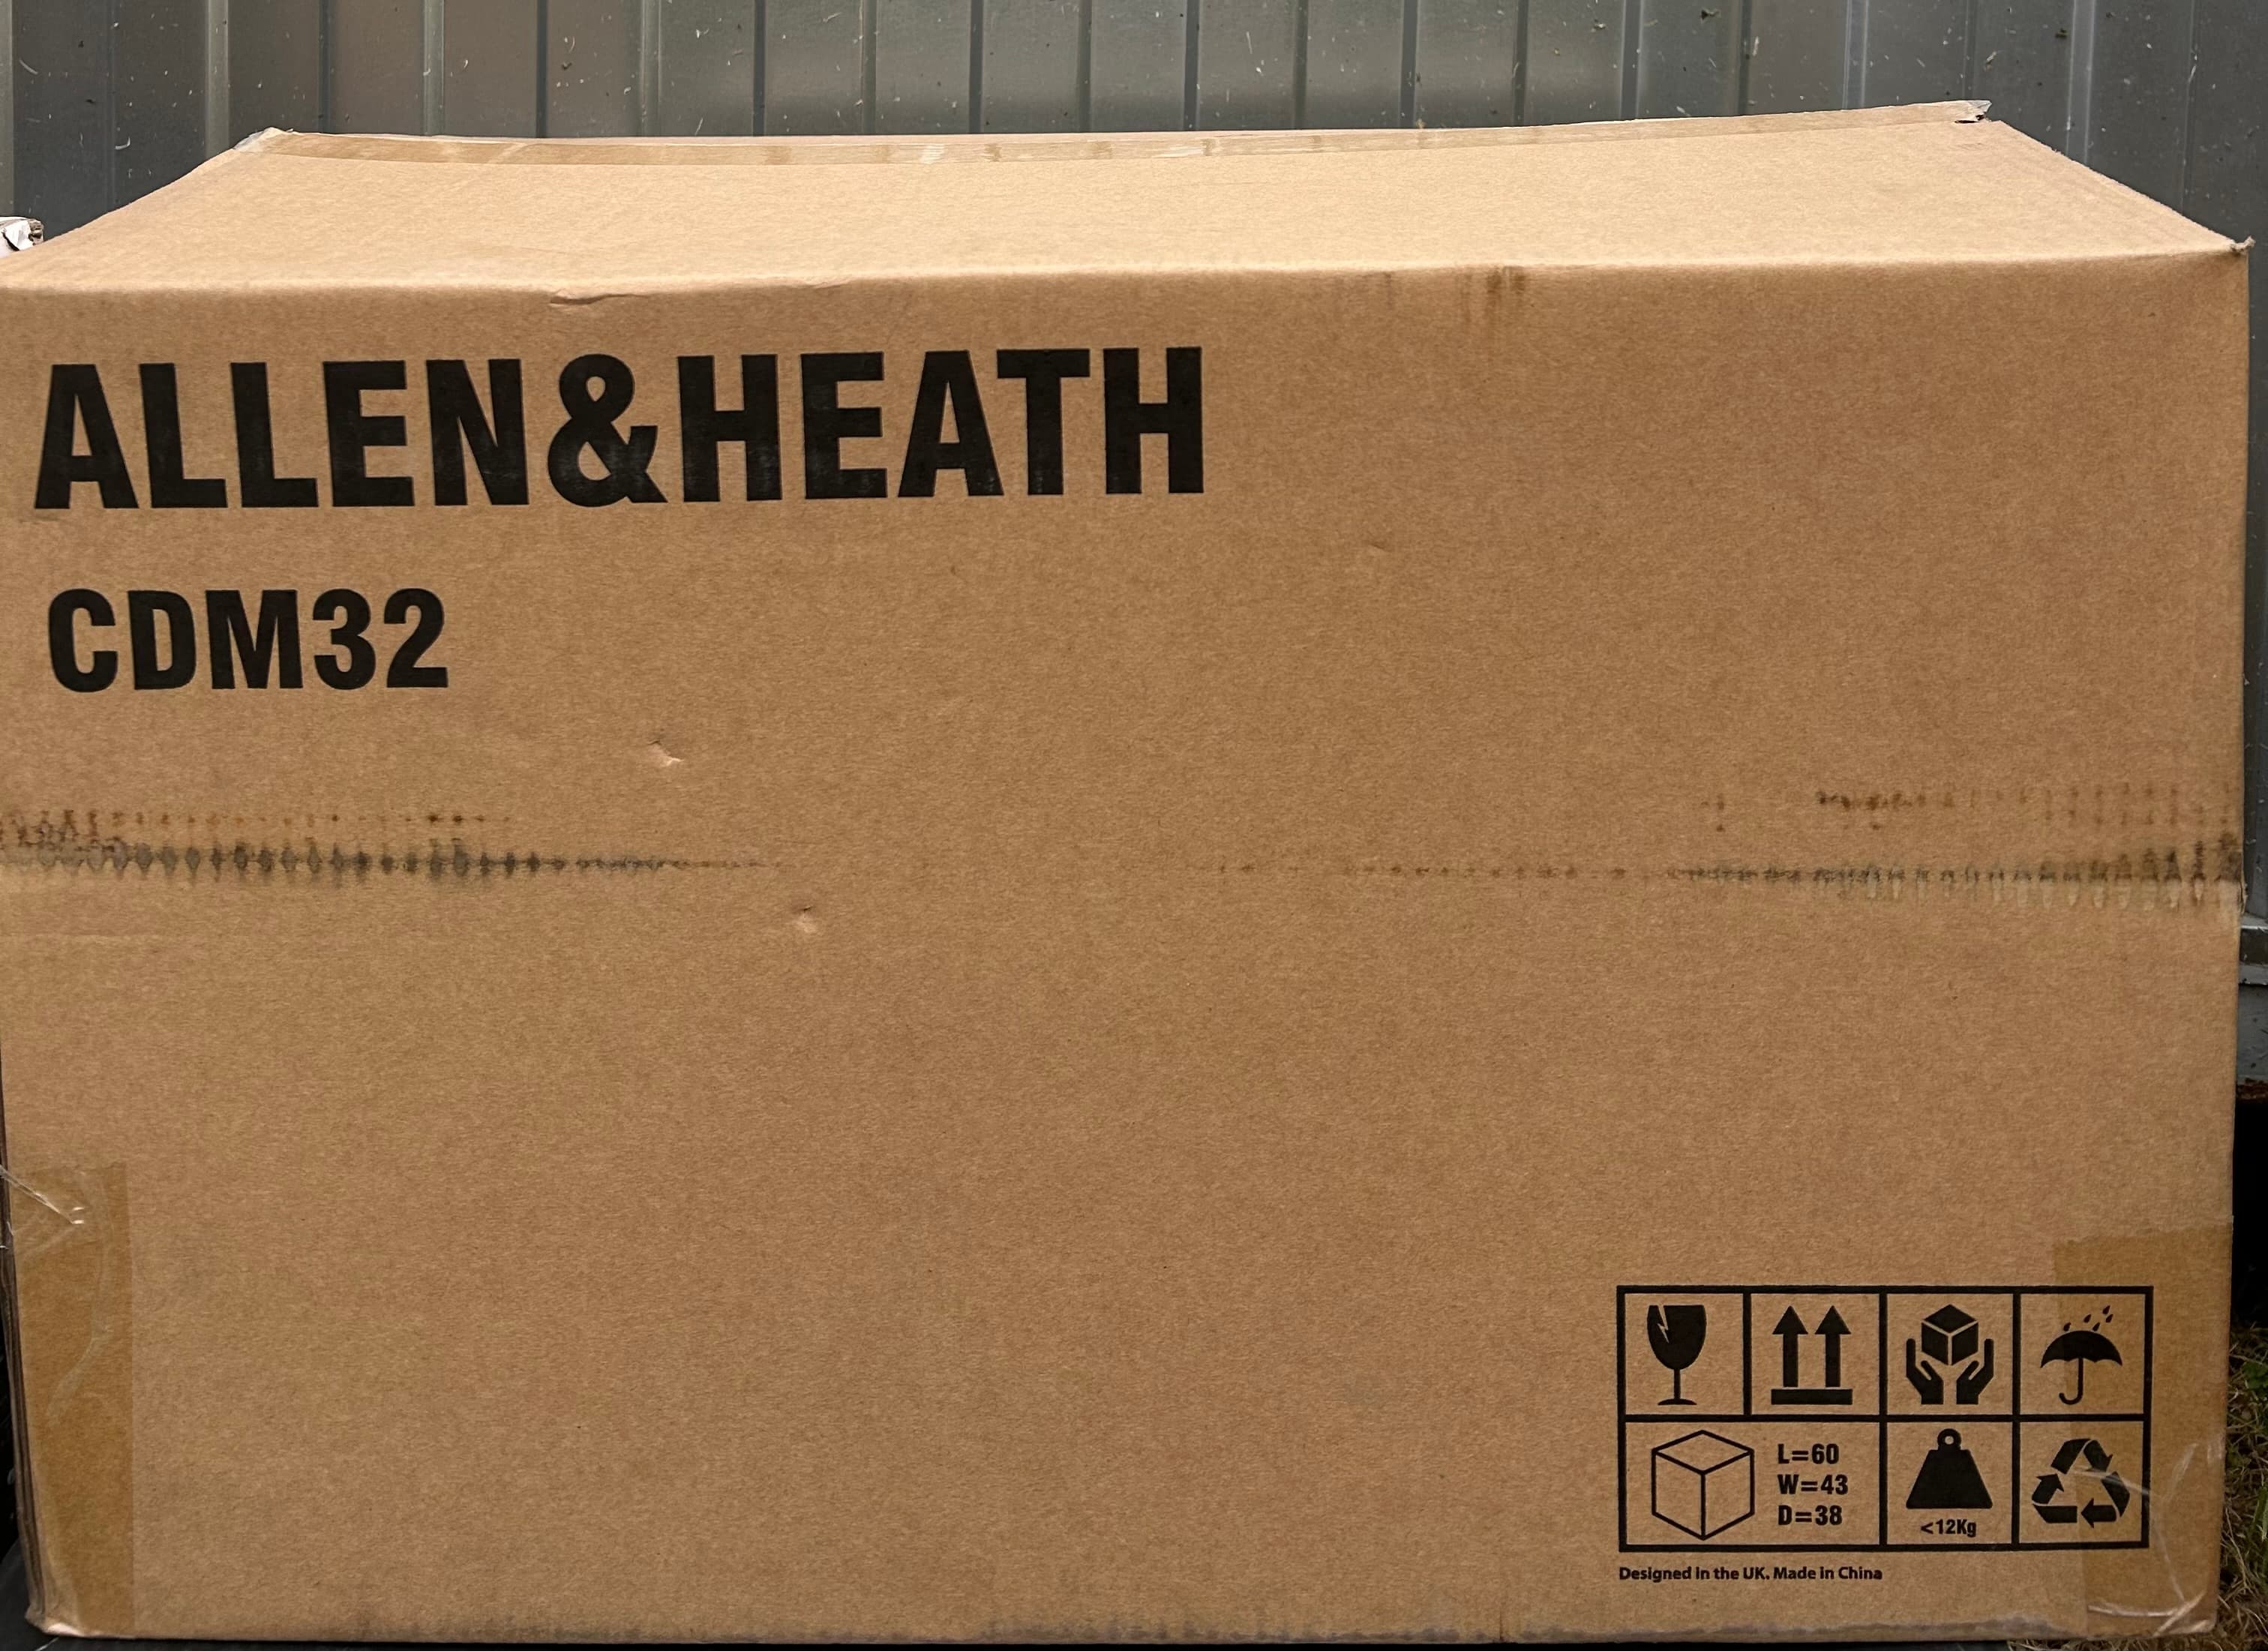 ALLEN&HEATH
CDM32
L=60
W=43
D=38
<12Kg
Designed in the UK. Made in China